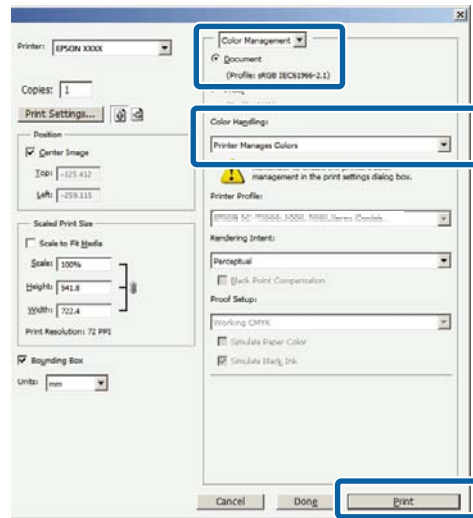 Printer: EPSON XXXX
Copies: 1
Print Settings...
Position
Center Image
Top: -125.412
Left: -259.115
Scaled Print Size
Scale to Fit Media
Scale: 100%
Height: 541.8
Width: 722.4
Print Resolution: 72 PPI
Bounding Box
Units: mm
Color Management
Document
(Profile: sRGB IEC61966-2.1)
Color Handling:
Printer Manages Colors
management in the print settings dialog box.
Printer Profile:
Rendering Intent:
Perceptual
Black Point Compensation
Proof Setup:
Working CMYK
Simulate Paper Color
Simulate Black Ink
Cancel
Done
Print